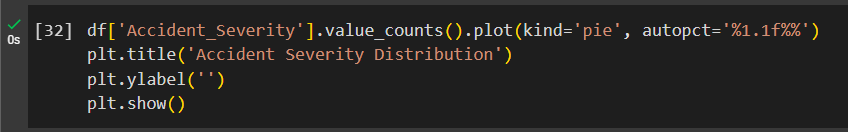 [32] df['Accident_Severity'].value_counts().plot(kind='pie', autopct='%1.1f%%')
0s
plt.title('Accident Severity Distribution')
plt.ylabel('')
plt.show()